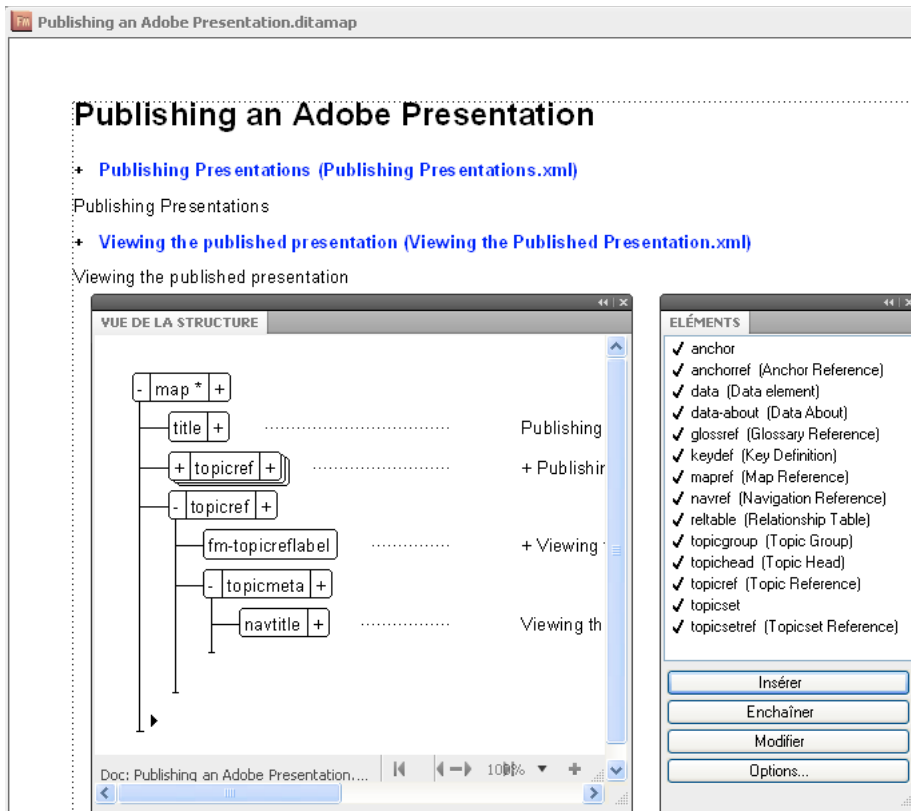 Fm Publishing an Adobe Presentation.ditamap
Publishing an Adobe Presentation
+ Publishing Presentations (Publishing Presentations.xml)
Publishing Presentations
+ Viewing the published presentation (Viewing the Published Presentation.xml)
Viewing the published presentation
VUE DE LA STRUCTURE
- map * +
title + Publishing
+ topicref + + Publishir
- topicref +
fm-topicreflabel + Viewing
- topicmeta +
navtitle + Viewing th
Doc: Publishing an Adobe Presentation....
ELÉMENTS
✓ anchor
✓ anchorref (Anchor Reference)
✓ data (Data element)
✓ data-about (Data About)
✓ glossref (Glossary Reference)
✓ keydef (Key Definition)
✓ mapref (Map Reference)
✓ navref (Navigation Reference)
✓ reltable (Relationship Table)
✓ topicgroup (Topic Group)
✓ topichead (Topic Head)
✓ topicref (Topic Reference)
✓ topicset
✓ topicsetref (Topicset Reference)
Insérer
Enchaîner
Modifier
Options...